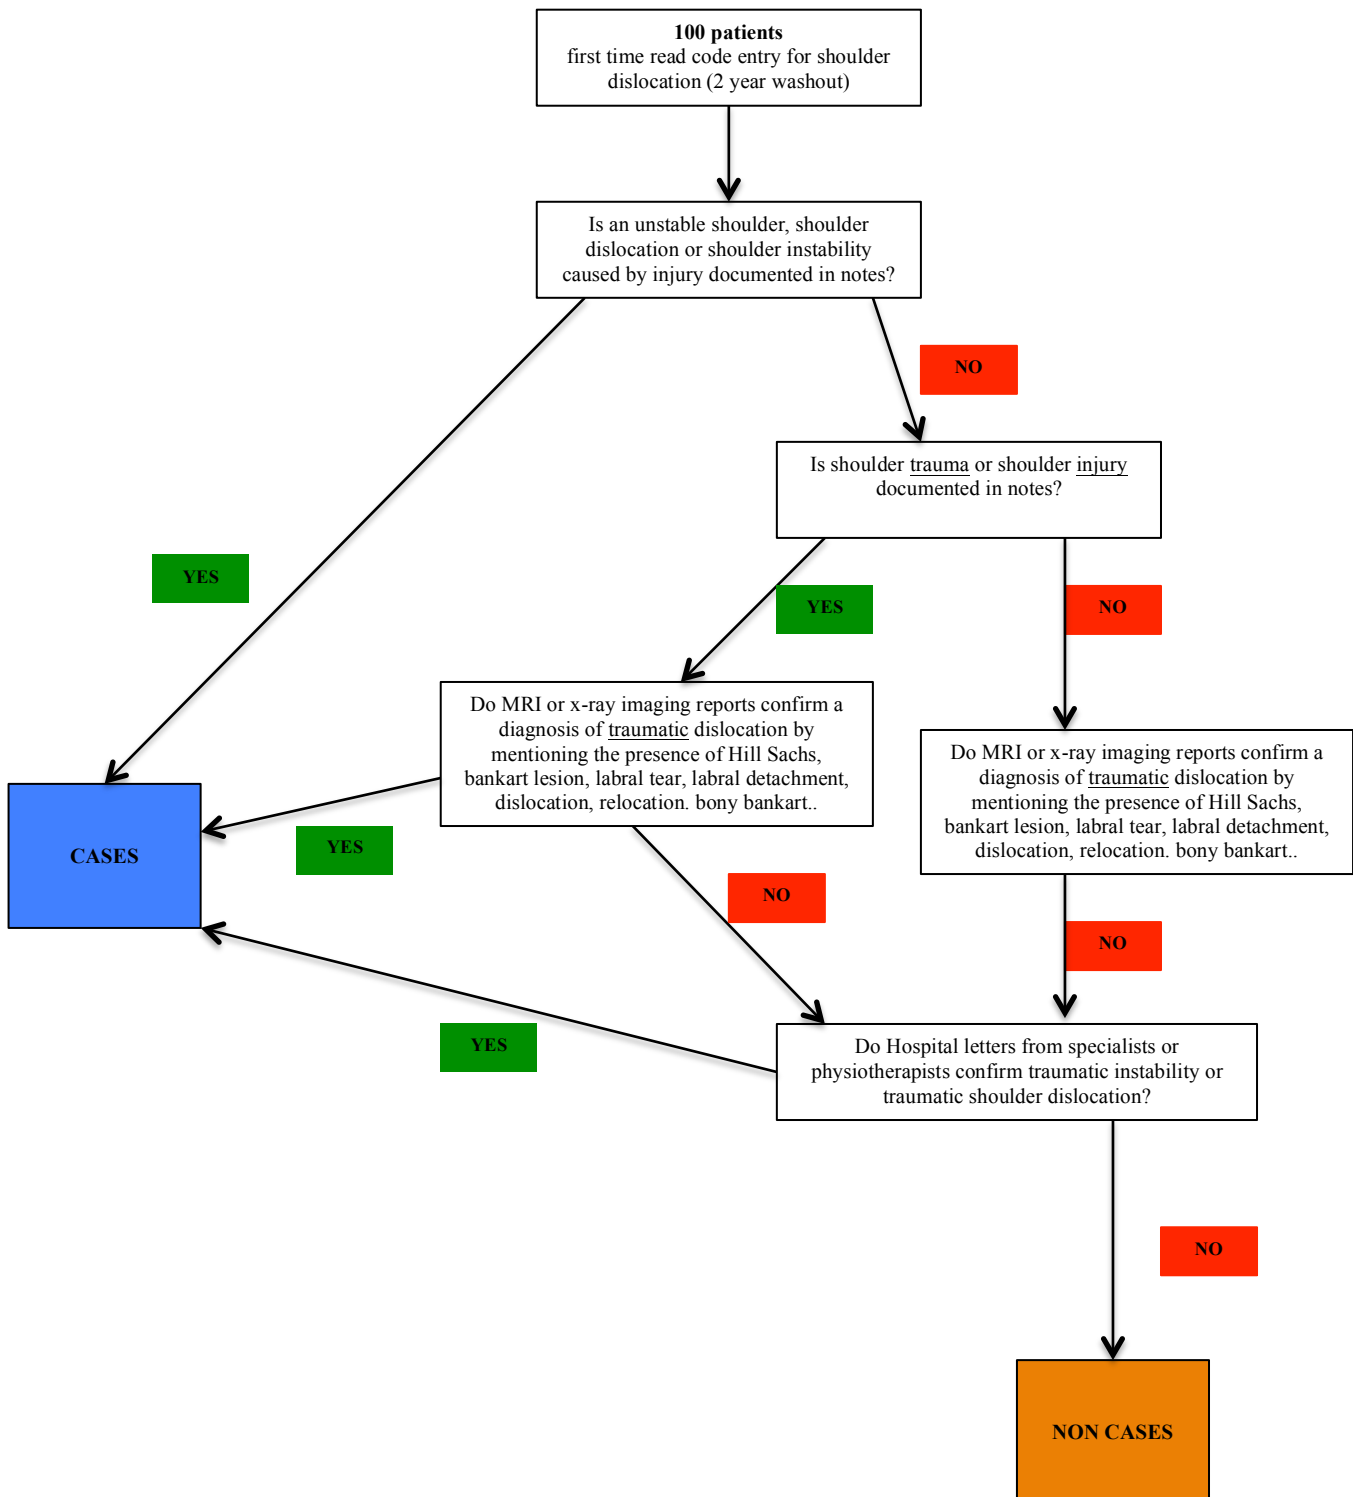 100 patients
first time read code entry for shoulder
dislocation (2 year washout)
Is an unstable shoulder, shoulder
dislocation or shoulder instability
caused by injury documented in notes?
NO
Is shoulder trauma or shoulder injury
documented in notes?
YES
YES
NO
Do MRI or x-ray imaging reports confirm a
diagnosis of traumatic dislocation by
mentioning the presence of Hill Sachs,
bankart lesion, labral tear, labral detachment,
dislocation, relocation. bony bankart..
Do MRI or x-ray imaging reports confirm a
diagnosis of traumatic dislocation by
mentioning the presence of Hill Sachs,
bankart lesion, labral tear, labral detachment,
dislocation, relocation. bony bankart..
CASES
YES
NO
NO
YES
Do Hospital letters from specialists or
physiotherapists confirm traumatic instability or
traumatic shoulder dislocation?
NO
NON CASES